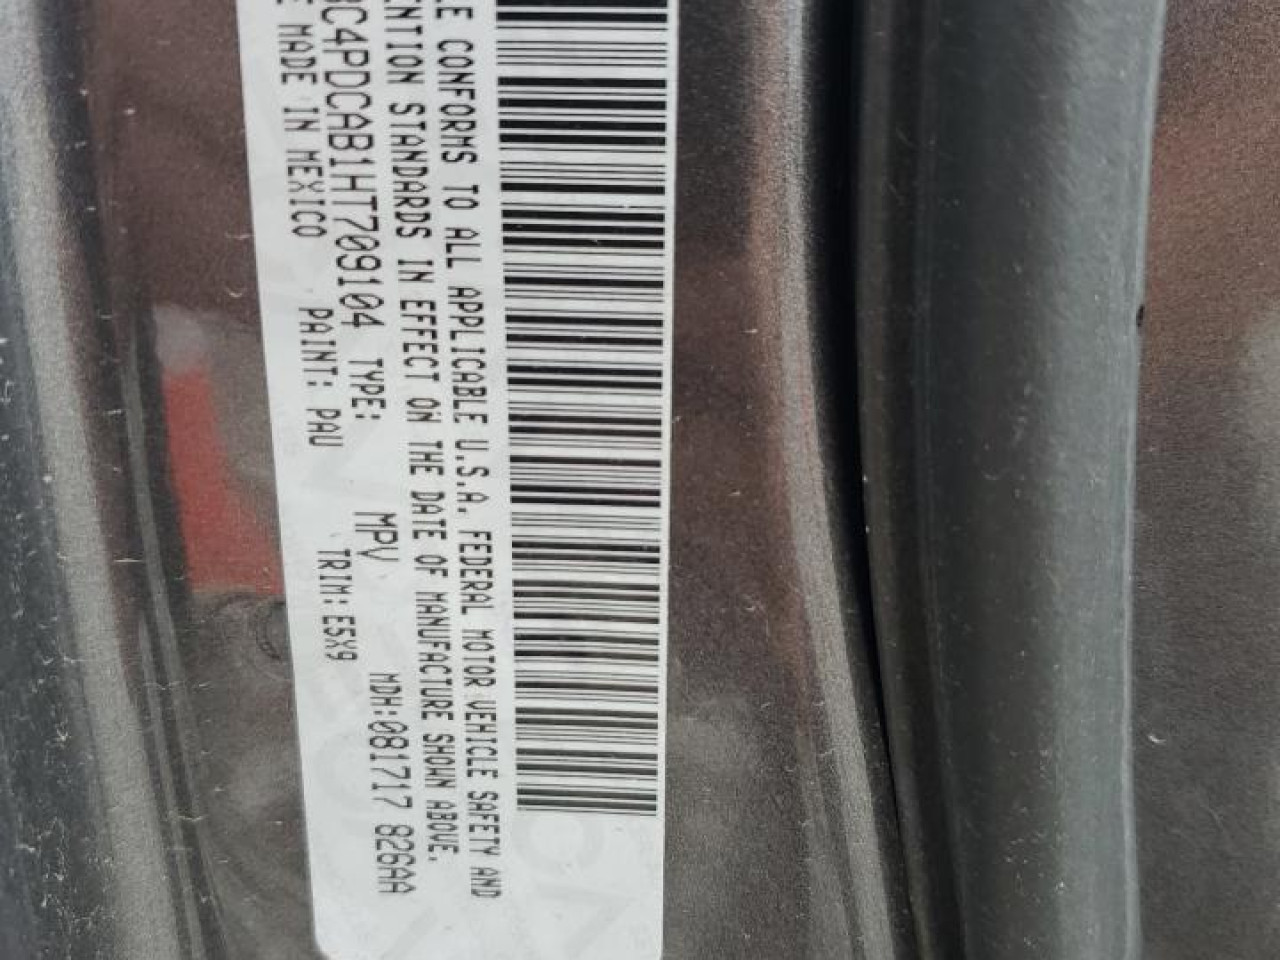 LE CONFORMS TO ALL APPLICABLE U.S.A. FEDERAL MOTOR VEHICLE SAFETY AND
ENTION STANDARDS IN EFFECT ON THE DATE OF MANUFACTURE SHOWN ABOVE.
C4PDCAB1HT709104 TYPE: MPV MDH:081717 826AA
E MADE IN MEXICO PAINT: PAU TRIM: E5X9